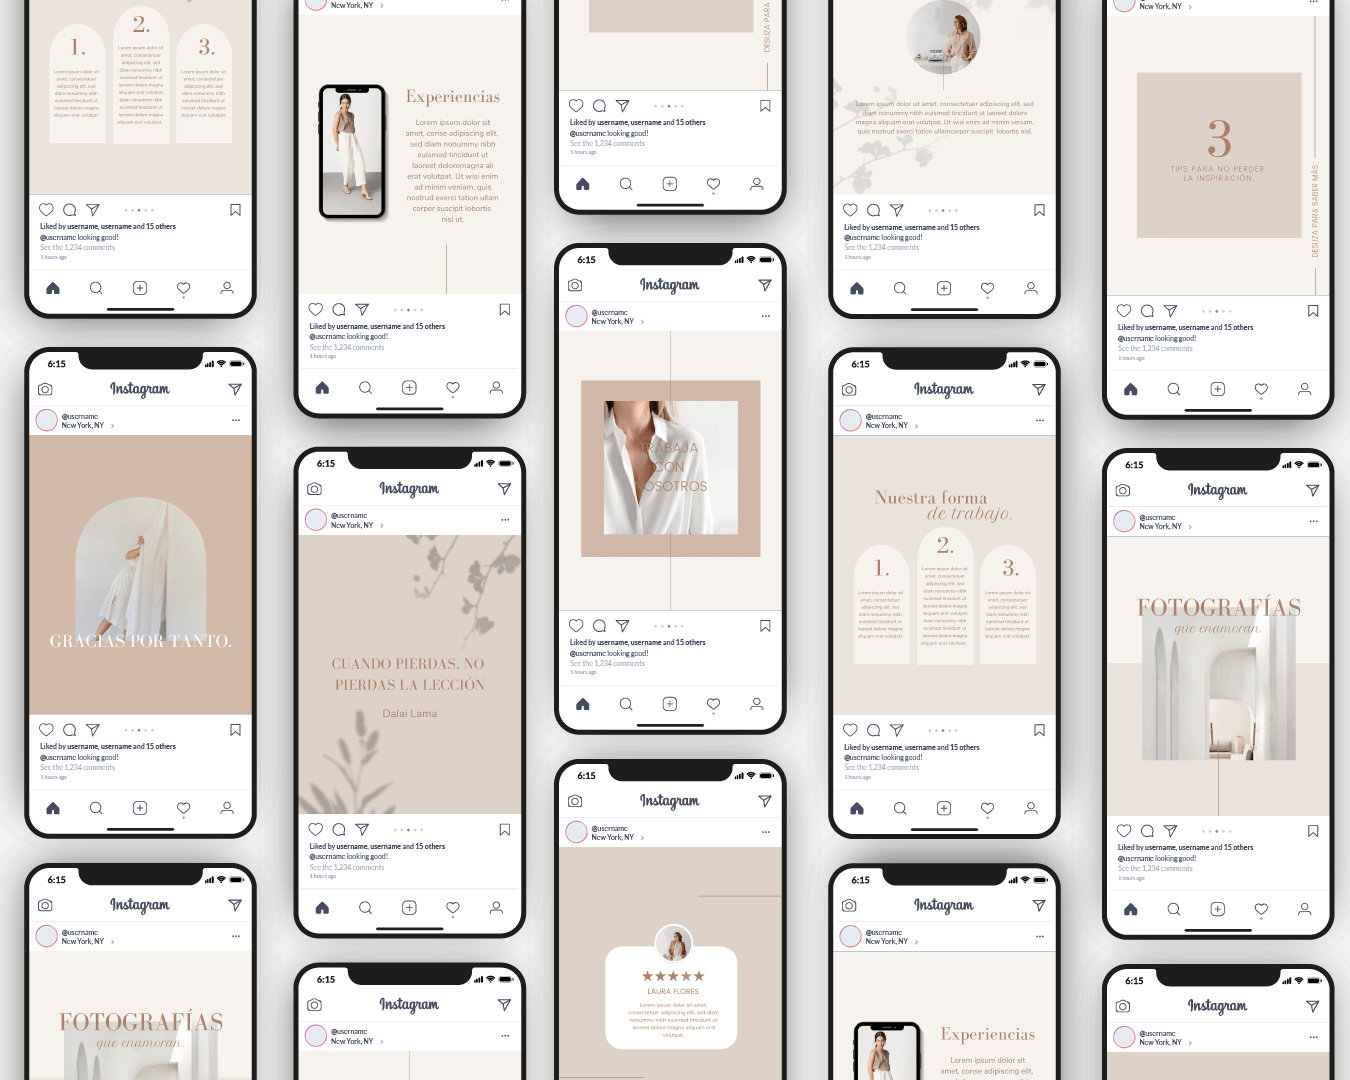 1.
Lorem ipsum dolor sit
amet, consectetuer
adipiscing elit, sed
diam nonummy nibh
euismod tincidunt ut
laoreet dolore magna
aliquam erat volutpat.
2.
Lorem ipsum dolor sit
amet, consectetuer
adipiscing elit, sed
diam nonummy nibh
euismod tincidunt ut
laoreet dolore magna
aliquam erat volutpat
Lorem ipsum dolor ut
laoreet dolore magna
aliquam erat volutpat.
3.
Lorem ipsum dolor sit
amet, consectetuer
adipiscing elit, sed
diam nonummy nibh
euismod tincidunt ut
laoreet dolore magna
aliquam erat volutpat.
Liked by username, username and 15 others
@username looking good!
See the 1,234 comments
1 hours ago
6:15
Instagram
@username
New York, NY
GRACIAS POR TANTO.
Liked by username, username and 15 others
@username looking good!
See the 1,234 comments
1 hours ago
6:15
Instagram
@username
New York, NY
FOTOGRAFÍAS
que enamoran.
New York, NY
Experiencias
Lorem ipsum dolor sit
amet, conse adipiscing elit,
sed diam nonummy nibh
euismod tincidunt ut
laoreet doloremagna ali
erat volutpat. Ut wisi enim
ad minim veniam, quis
nostrud exerci tation ullam
corper suscipit lobortis
nisl ut.
Liked by username, username and 15 others
@username looking good!
See the 1,234 comments
1 hours ago
6:15
Instagram
@username
New York, NY
CUANDO PIERDAS, NO
PIERDAS LA LECCIÓN
Dalai Lama
Liked by username, username and 15 others
@username looking good!
See the 1,234 comments
1 hours ago
6:15
Instagram
@username
New York, NY
DESLIZA PARA
Liked by username, username and 15 others
@username looking good!
See the 1,234 comments
1 hours ago
6:15
Instagram
@username
New York, NY
TRABAJA
CON
NOSOTROS
Liked by username, username and 15 others
@username looking good!
See the 1,234 comments
1 hours ago
6:15
Instagram
@username
New York, NY
LAURA FLORES
Lorem ipsum dolor sit amet,
consectetuer adipiscing elit, sed diam
nonummy nibh euismod tincidunt ut
laoreet dolore magna aliquam erat
volutpat.
Lorem ipsum dolor sit amet, consectetuer adipiscing elit, sed
diam nonummy nibh euismod tincidunt ut laoreet dolore
magna aliquam erat volutpat. Ut wisi enim ad minim veniam,
quis nostrud exerci tation ullamcorper suscipit lobortis nisl.
Liked by username, username and 15 others
@username looking good!
See the 1,234 comments
1 hours ago
6:15
Instagram
@username
New York, NY
Nuestra forma
de trabajo.
1.
Lorem ipsum dolor sit
amet, consectetuer
adipiscing elit, sed
diam nonummy nibh
euismod tincidunt ut
laoreet dolore magna
aliquam erat volutpat.
2.
Lorem ipsum dolor sit
amet, consectetuer
adipiscing elit, sed
diam nonummy nibh
euismod tincidunt ut
laoreet dolore magna
aliquam erat volutpat
3.
Lorem ipsum dolor sit
amet, consectetuer
adipiscing elit, sed
diam nonummy nibh
euismod tincidunt ut
laoreet dolore magna
aliquam erat volutpat.
Liked by username, username and 15 others
@username looking good!
See the 1,234 comments
1 hours ago
6:15
Instagram
@username
New York, NY
Experiencias
Lorem ipsum dolor sit
amet, conse adipiscing elit,
New York, NY
3
TIPS PARA NO PERDER
LA INSPIRACIÓN.
DESLIZA PARA SABER MÁS
Liked by username, username and 15 others
@username looking good!
See the 1,234 comments
1 hours ago
6:15
Instagram
@username
New York, NY
FOTOGRAFÍAS
que enamoran.
Liked by username, username and 15 others
@username looking good!
See the 1,234 comments
1 hours ago
6:15
Instagram
@username
New York, NY